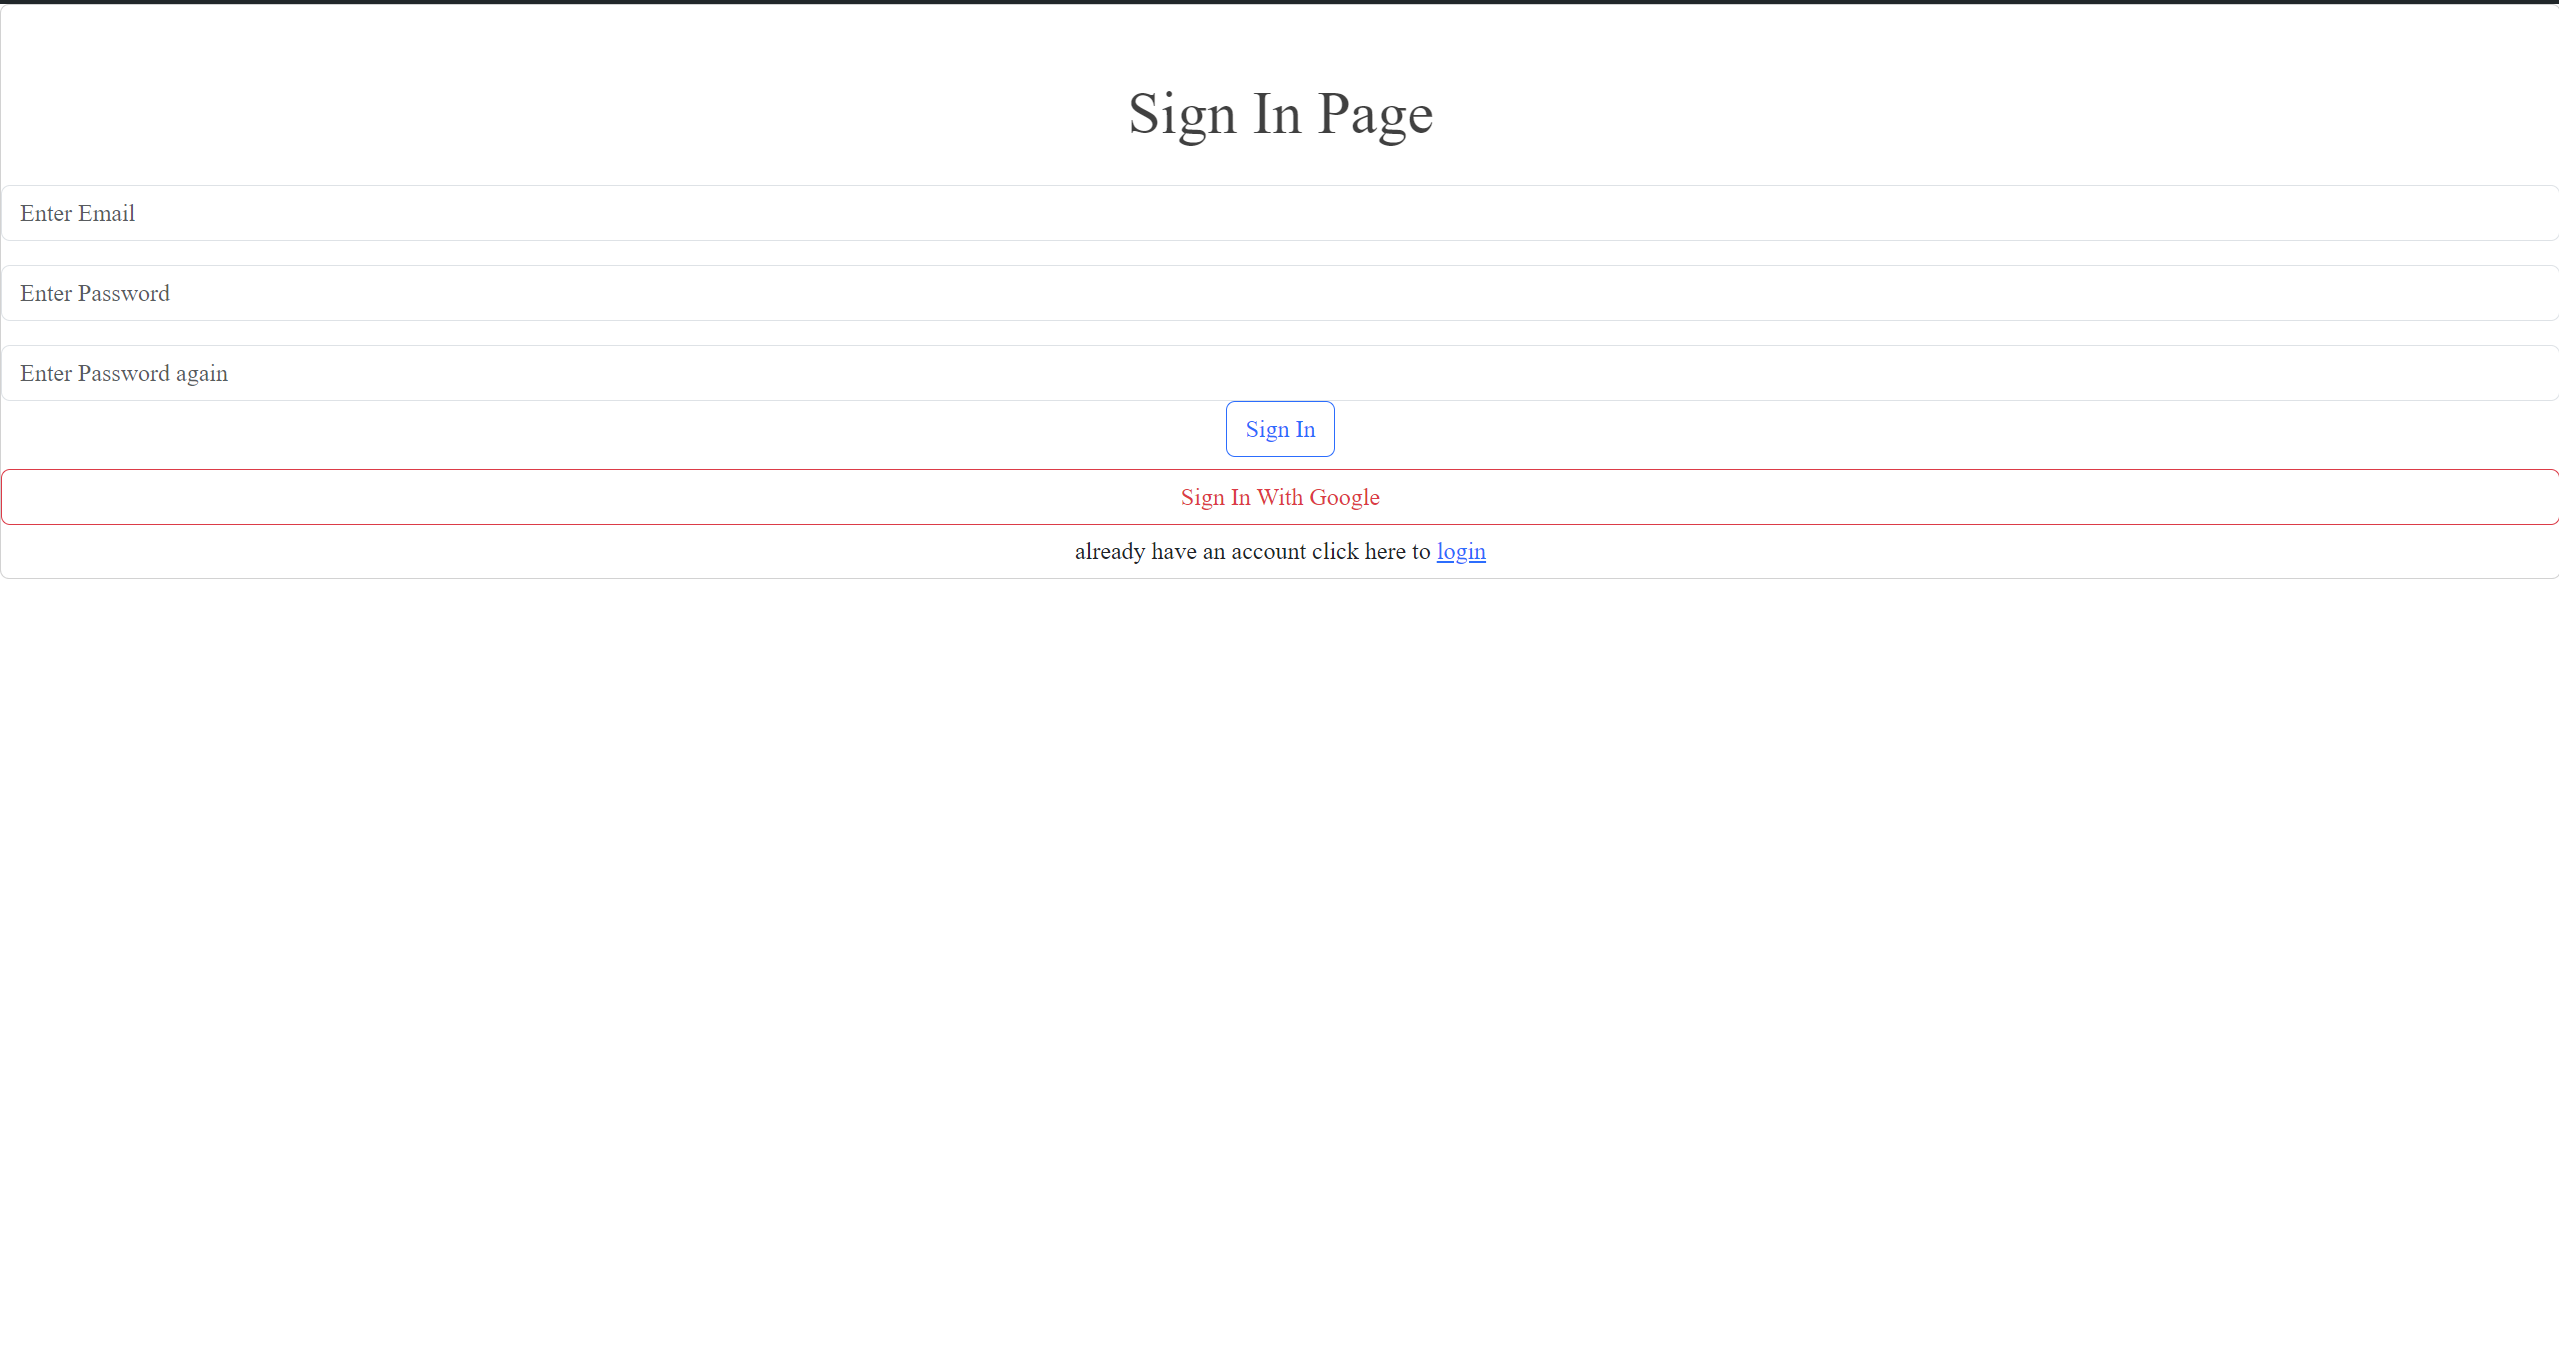 Sign In Page
Enter Email
Enter Password
Enter Password again
Sign In
Sign In With Google
already have an account click here to login